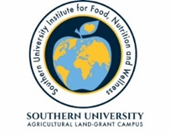 Southern University Institute for Food, Nutrition and Wellness
SOUTHERN UNIVERSITY
AGRICULTURAL LAND-GRANT CAMPUS